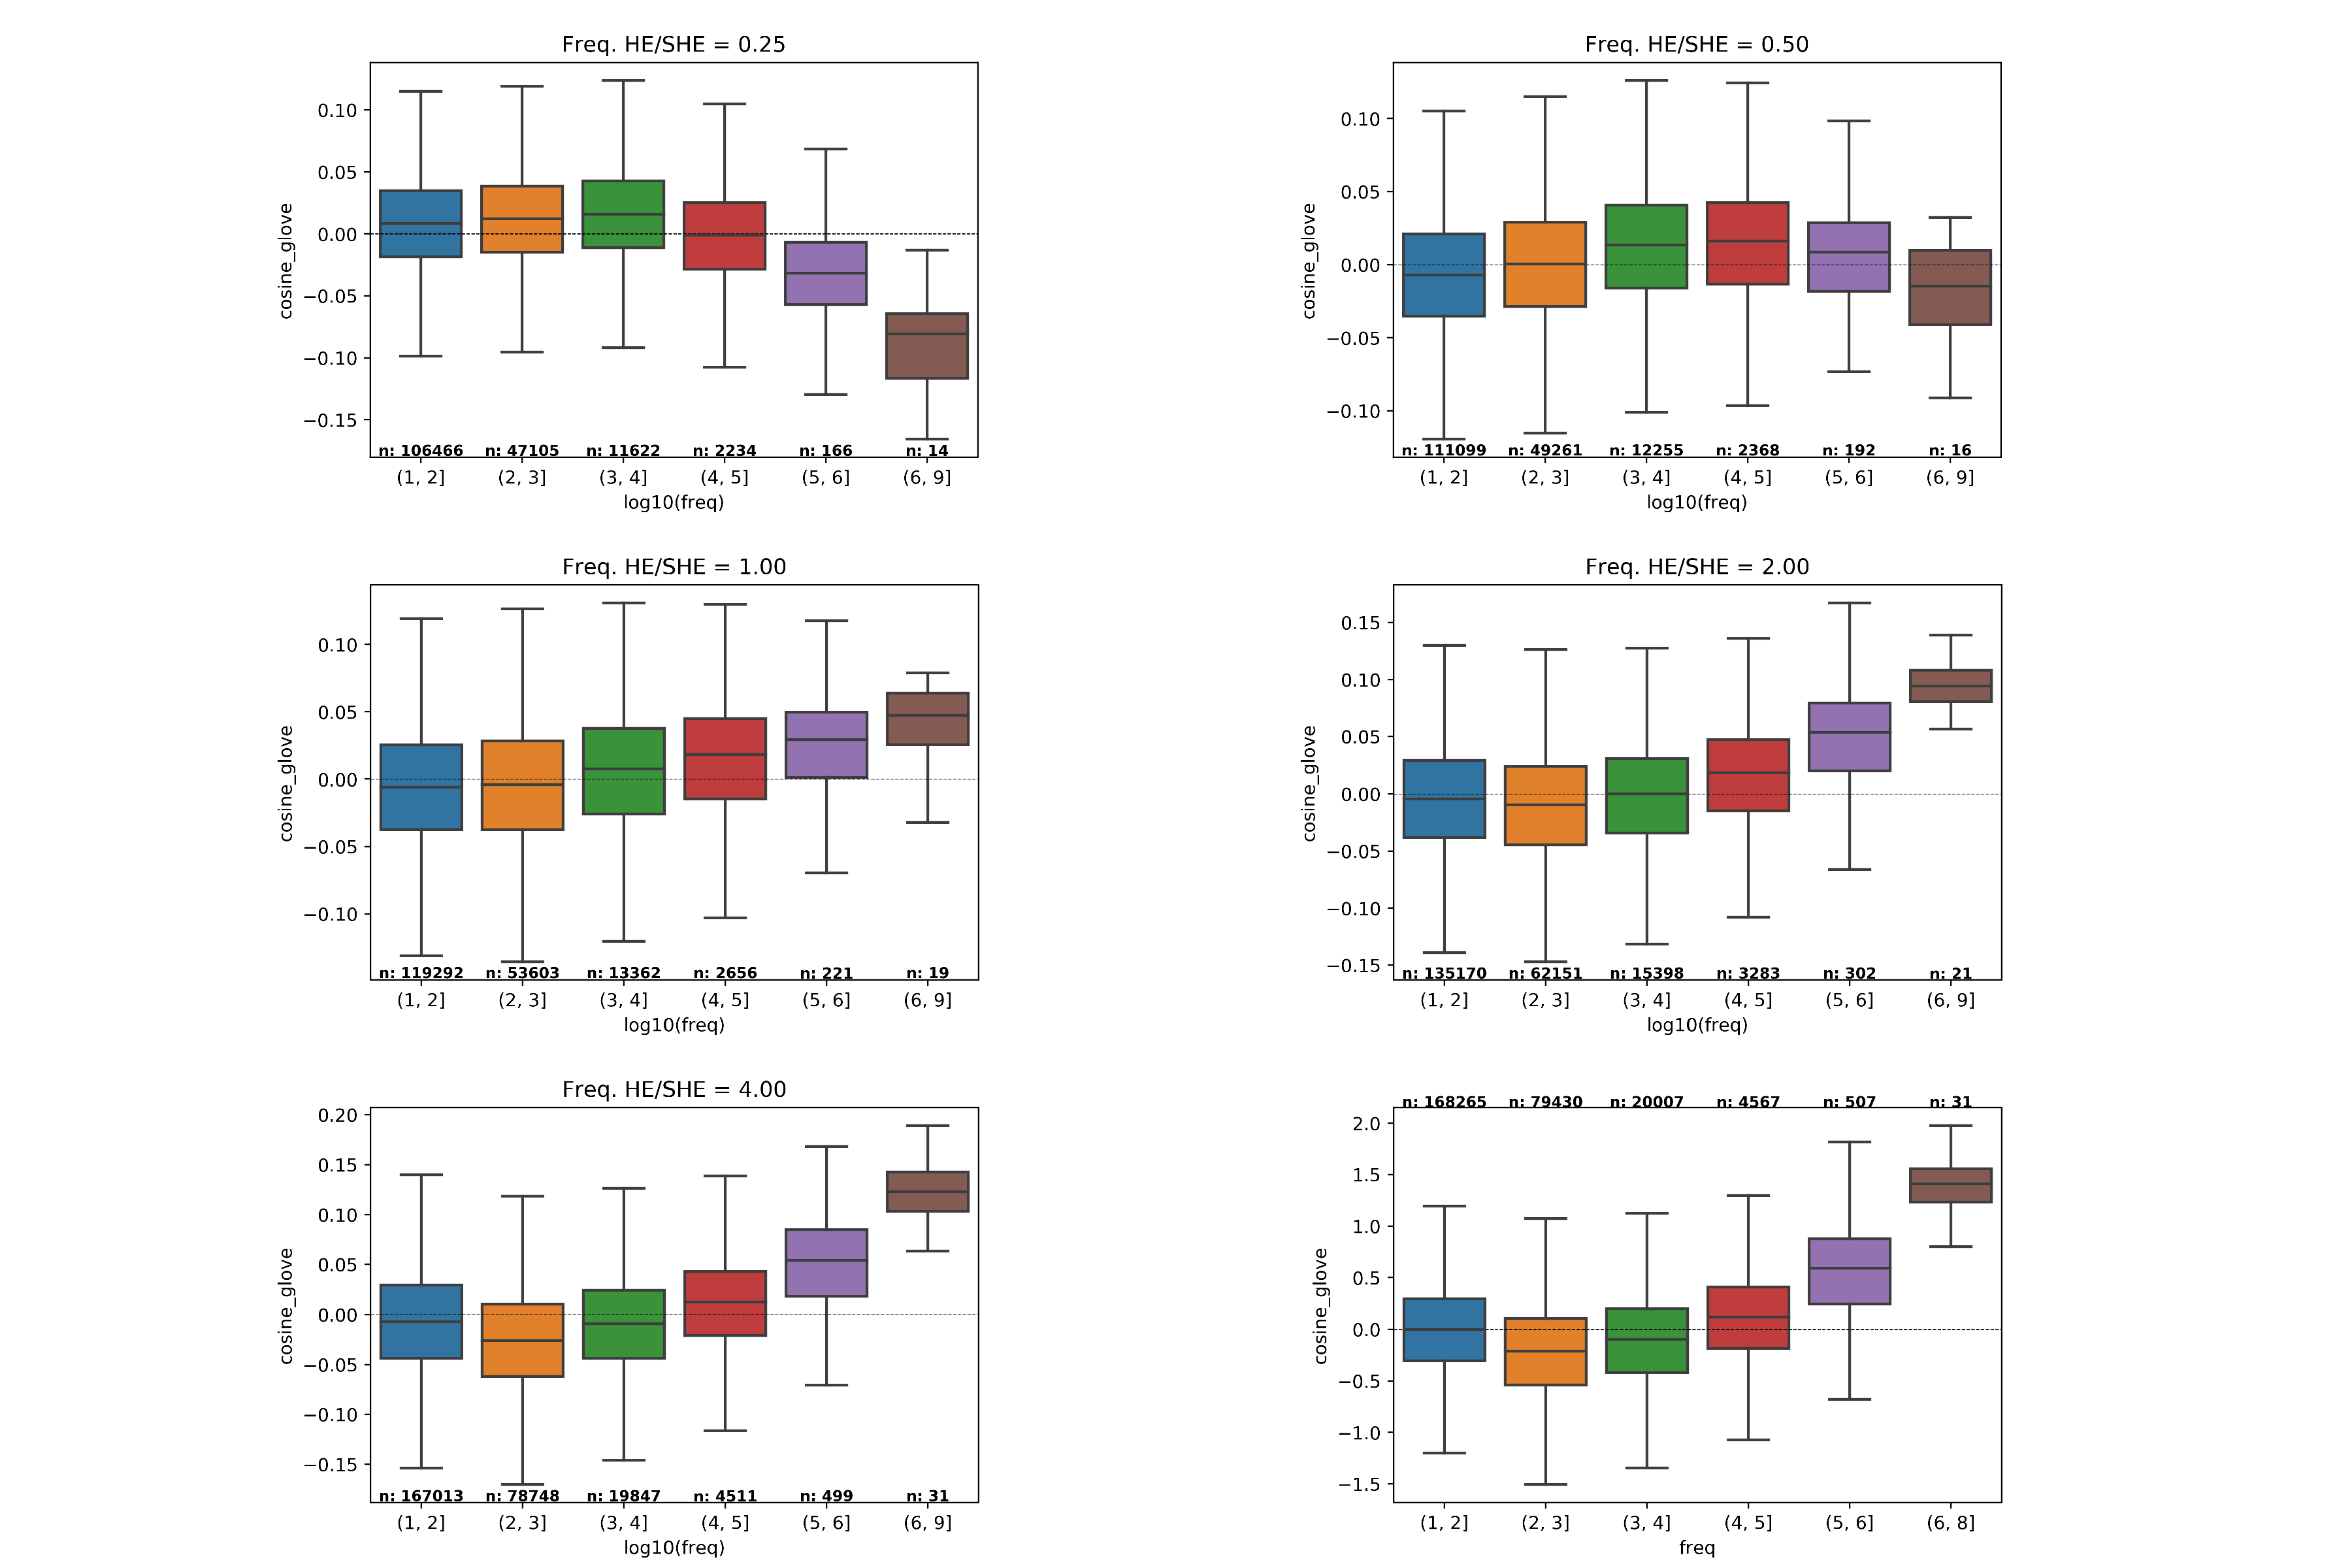 Freq. HE/SHE = 0.25
cosine_glove
0.10
0.05
0.00
−0.05
−0.10
−0.15
n: 106466 n: 47105 n: 11622 n: 2234 n: 166 n: 14
(1, 2] (2, 3] (3, 4] (4, 5] (5, 6] (6, 9]
log10(freq)
Freq. HE/SHE = 0.50
cosine_glove
0.10
0.05
0.00
−0.05
−0.10
n: 111099 n: 49261 n: 12255 n: 2368 n: 192 n: 16
(1, 2] (2, 3] (3, 4] (4, 5] (5, 6] (6, 9]
log10(freq)
Freq. HE/SHE = 1.00
cosine_glove
0.10
0.05
0.00
−0.05
−0.10
n: 119292 n: 53603 n: 13362 n: 2656 n: 221 n: 19
(1, 2] (2, 3] (3, 4] (4, 5] (5, 6] (6, 9]
log10(freq)
Freq. HE/SHE = 2.00
cosine_glove
0.15
0.10
0.05
0.00
−0.05
−0.10
−0.15
n: 135170 n: 62151 n: 15398 n: 3283 n: 302 n: 21
(1, 2] (2, 3] (3, 4] (4, 5] (5, 6] (6, 9]
log10(freq)
Freq. HE/SHE = 4.00
cosine_glove
0.20
0.15
0.10
0.05
0.00
−0.05
−0.10
−0.15
n: 167013 n: 78748 n: 19847 n: 4511 n: 499 n: 31
(1, 2] (2, 3] (3, 4] (4, 5] (5, 6] (6, 9]
log10(freq)
n: 168265 n: 79430 n: 20007 n: 4567 n: 507 n: 31
cosine_glove
2.0
1.5
1.0
0.5
0.0
−0.5
−1.0
−1.5
(1, 2] (2, 3] (3, 4] (4, 5] (5, 6] (6, 8]
freq